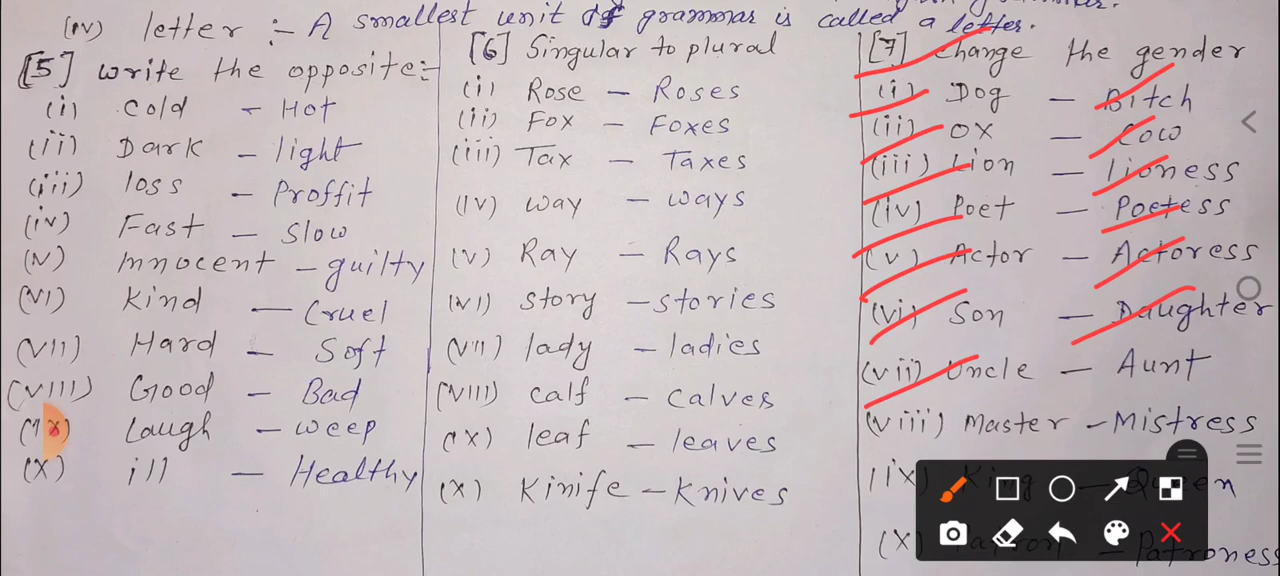 (iv) letter :- A smallest unit of grammar is called a letter.
[5] write the opposite:-
(i) Cold - Hot
(ii) Dark - light
(iii) loss - Proffit
(iv) Fast - Slow
(v) Innocent - guilty
(VI) Kind - Cruel
(VII) Hard - Soft
(VIII) Good - Bad
(IX) Laugh - weep
(X) ill - Healthy
[6] Singular to plural
(i) Rose - Roses
(ii) Fox - Foxes
(iii) Tax - Taxes
(IV) way - ways
(V) Ray - Rays
(VI) story - stories
(VII) lady - ladies
(VIII) calf - calves
(IX) leaf - leaves
(X) Kinife - Knives
[7] Change the gender
(i) Dog - Bitch
(ii) OX - Cow
(iii) Lion - lioness
(iv) Poet - Poetess
(v) Actor - Actoress
(vi) Son - Daughter
(vii) Uncle - Aunt
(viii) Master - Mistress
(ix) King - Queen
(X) Patron - Patroness